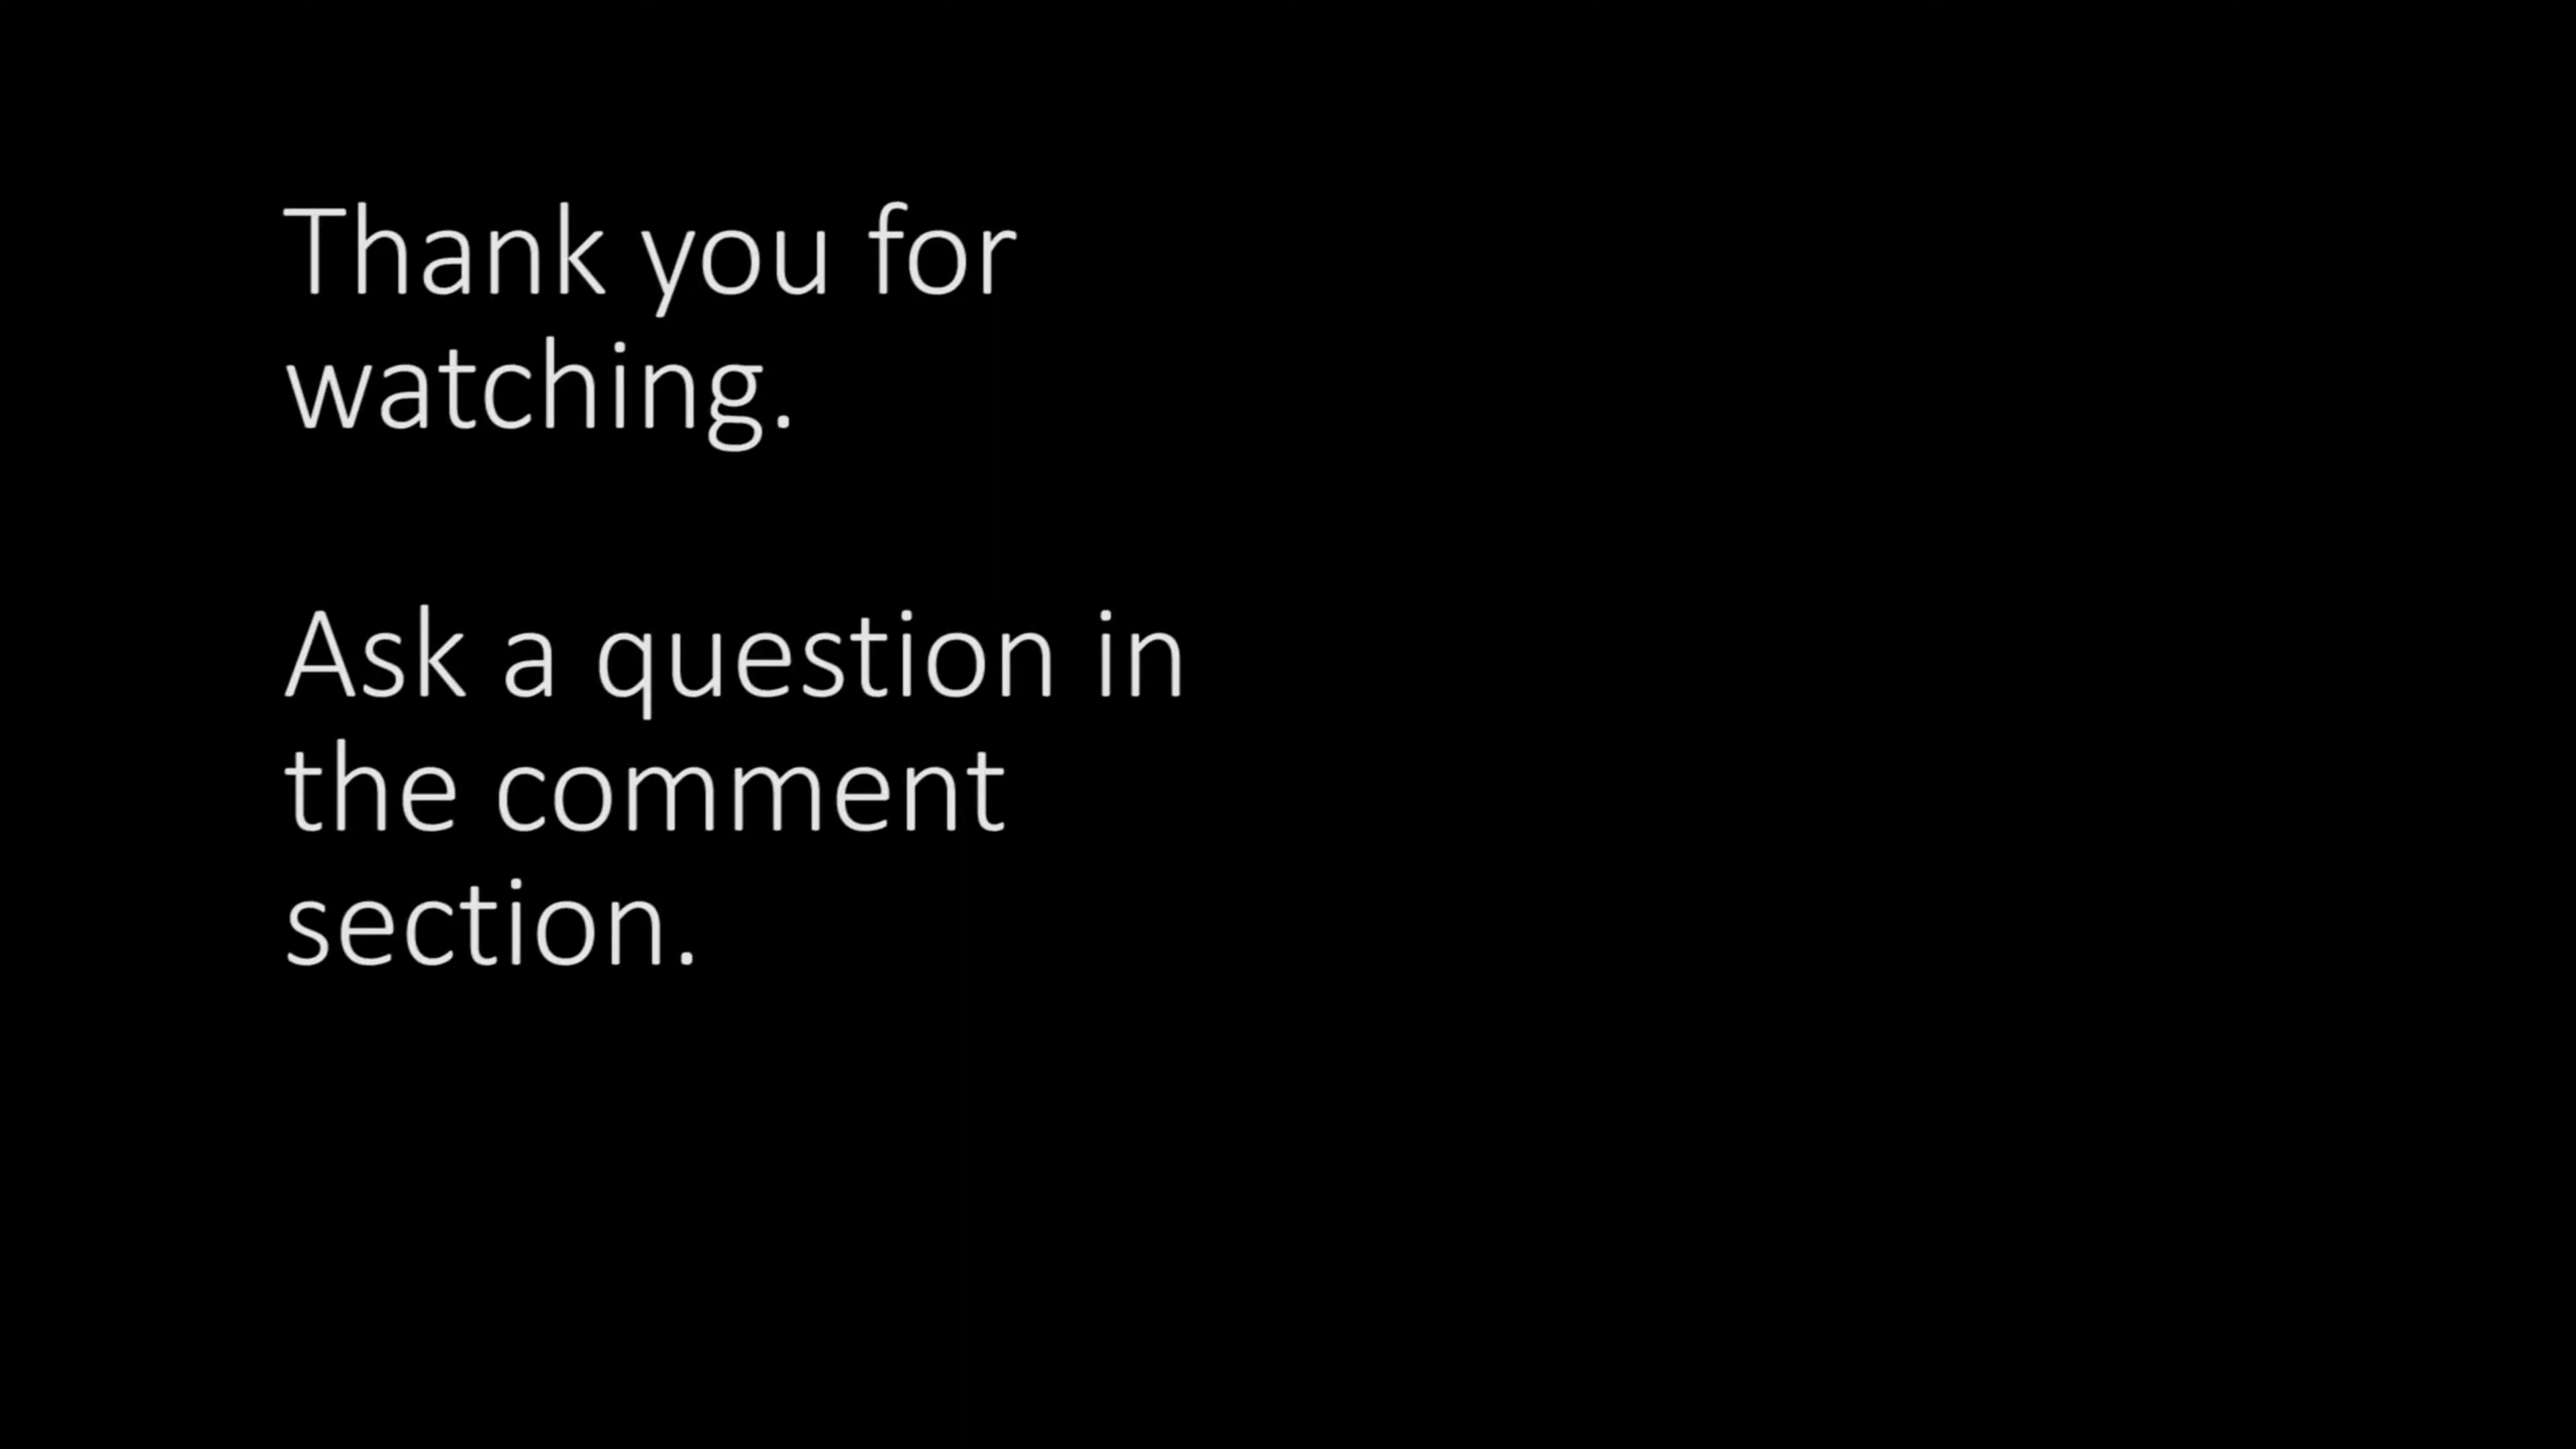 Thank you for
watching.
Ask a question in
the comment
section.